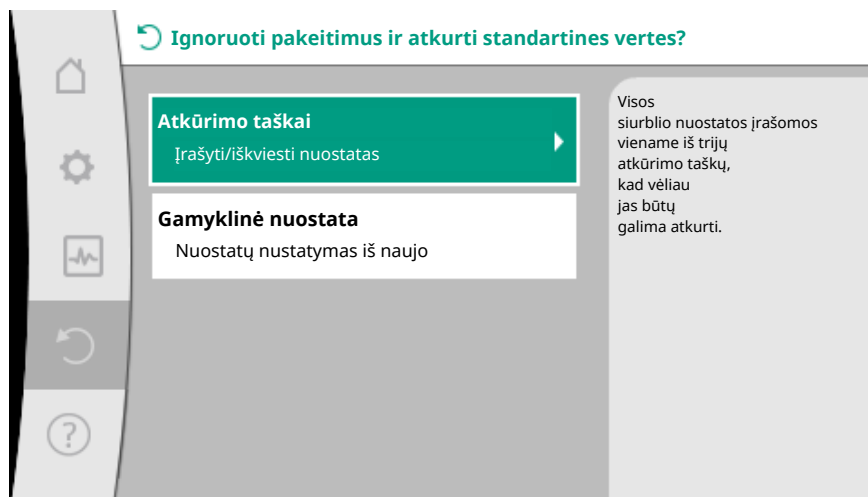 Ignoruoti pakeitimus ir atkurti standartines vertes?
Atkūrimo taškai
Įrašyti/iškviesti nuostatas
Gamyklinė nuostata
Nuostatų nustatymas iš naujo
Visos
siurblio nuostatos įrašomos
viename iš trijų
atkūrimo taškų,
kad vėliau
jas būtų
galima atkurti.